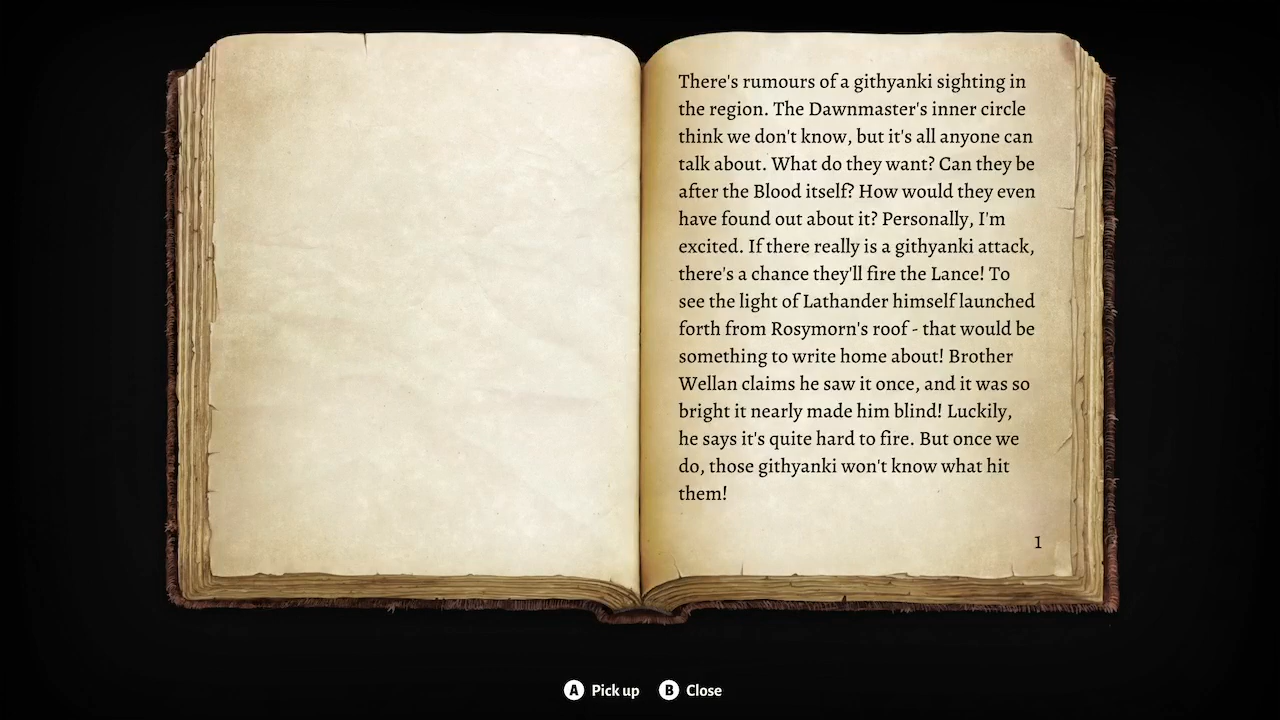 There's rumours of a githyanki sighting in
the region. The Dawnmaster's inner circle
think we don't know, but it's all anyone can
talk about. What do they want? Can they be
after the Blood itself? How would they even
have found out about it? Personally, I'm
excited. If there really is a githyanki attack,
there's a chance they'll fire the Lance! To
see the light of Lathander himself launched
forth from Rosymorn's roof - that would be
something to write home about! Brother
Wellan claims he saw it once, and it was so
bright it nearly made him blind! Luckily,
he says it's quite hard to fire. But once we
do, those githyanki won't know what hit
them!
1
A Pick up B Close